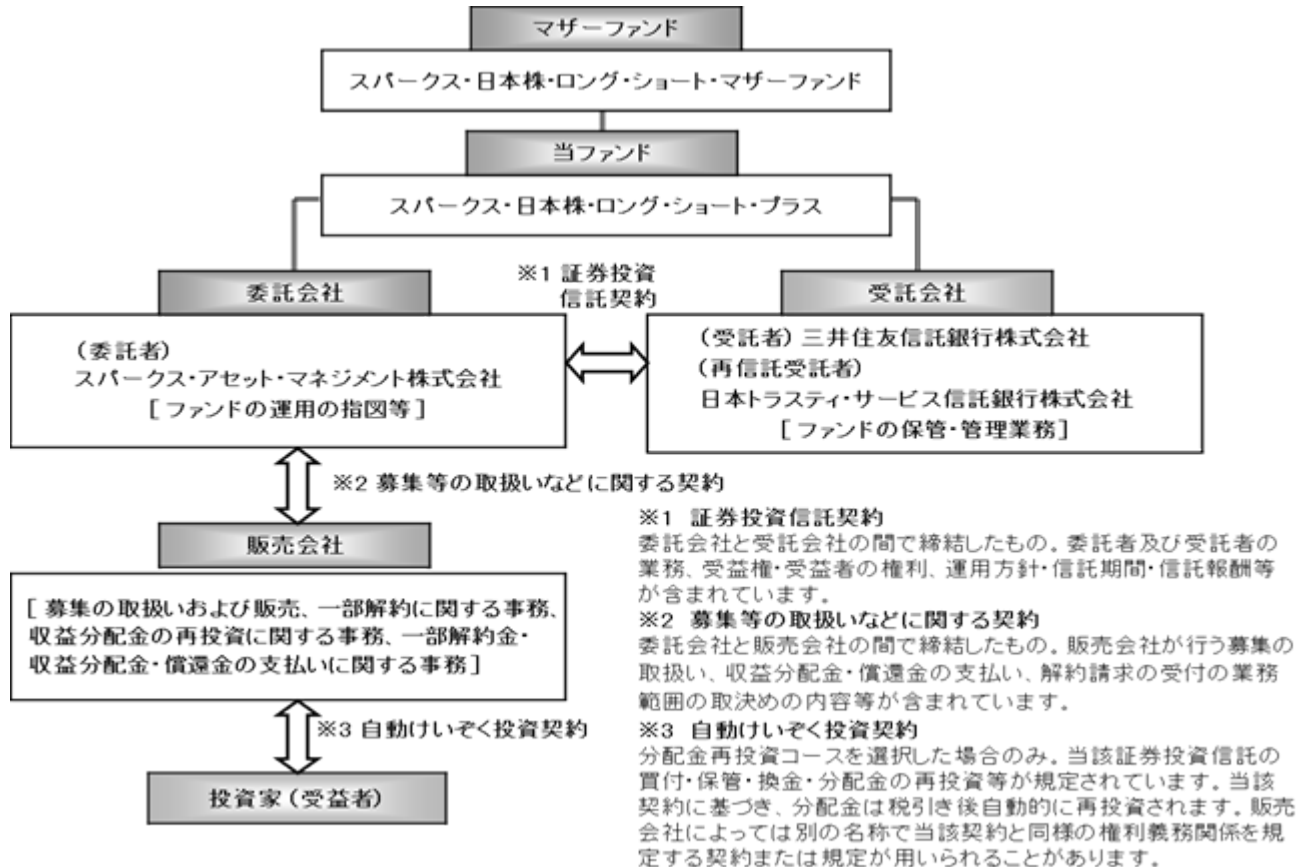 マザーファンド
スパークス・日本株・ロング・ショート・マザーファンド
当ファンド
スパークス・日本株・ロング・ショート・プラス
委託会社
※1 証券投資
信託契約
受託会社
(委託者)
スパークス・アセット・マネジメント株式会社
[ファンドの運用の指図等]
(受託者) 三井住友信託銀行株式会社
(再信託受託者)
日本トラスティ・サービス信託銀行株式会社
[ファンドの保管・管理業務]
※2 募集等の取扱いなどに関する契約
販売会社
[募集の取扱いおよび販売、一部解約に関する事務、
収益分配金の再投資に関する事務、一部解約金・
収益分配金・償還金の支払いに関する事務]
※3 自動けいぞく投資契約
投資家(受益者)
※1 証券投資信託契約
委託会社と受託会社の間で締結したもの。委託者及び受託者の
業務、受益権・受益者の権利、運用方針・信託期間・信託報酬等
が含まれています。
※2 募集等の取扱いなどに関する契約
委託会社と販売会社の間で締結したもの。販売会社が行う募集の
取扱い、収益分配金・償還金の支払い、解約請求の受付の業務
範囲の取決めの内容等が含まれています。
※3 自動けいぞく投資契約
分配金再投資コースを選択した場合のみ。当該証券投資信託の
買付・保管・換金・分配金の再投資等が規定されています。当該
契約に基づき、分配金は税引き後自動的に再投資されます。販売
会社によっては別の名称で当該契約と同様の権利義務関係を規
定する契約または規定が用いられることがあります。